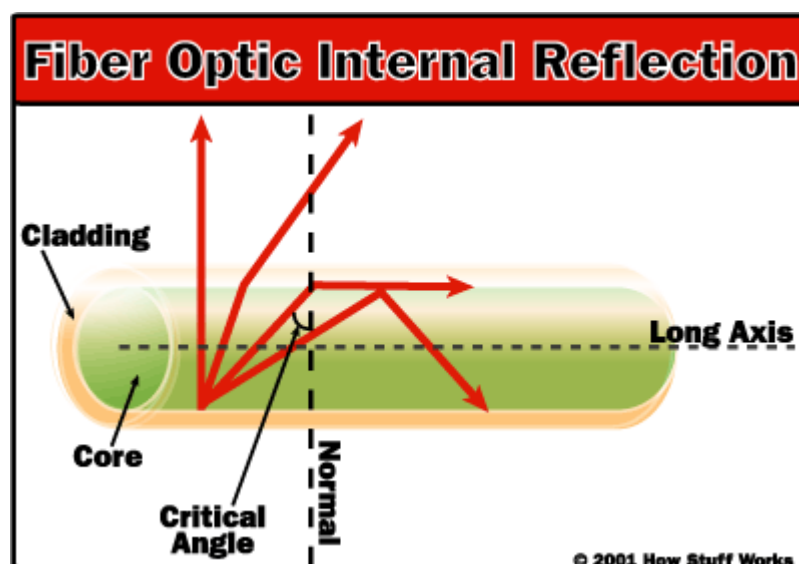 Fiber Optic Internal Reflection
Cladding
Long Axis
Core
Normal
Critical
Angle
© 2001 How Stuff Works